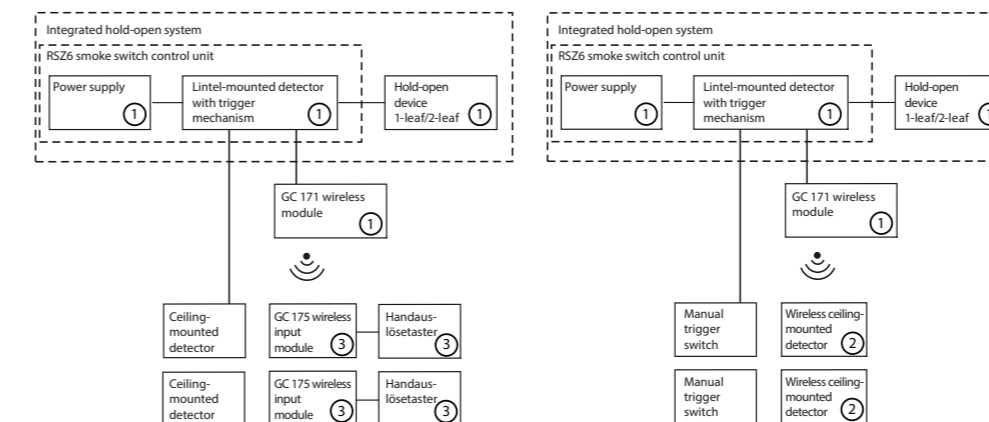 Integrated hold-open system
RSZ6 smoke switch control unit
Power supply
1
Lintel-mounted detector
with trigger
mechanism
1
Hold-open
device
1-leaf/2-leaf
1
GC 171 wireless
module
1
Ceiling-
mounted
detector
GC 175 wireless
input
module
3
Handaus-
lösetaster
3
Ceiling-
mounted
detector
GC 175 wireless
input
module
3
Handaus-
lösetaster
3
Integrated hold-open system
RSZ6 smoke switch control unit
Power supply
1
Lintel-mounted detector
with trigger
mechanism
1
Hold-open
device
1-leaf/2-leaf
1
GC 171 wireless
module
1
Manual
trigger
switch
Wireless ceiling-
mounted
detector
2
Manual
trigger
switch
Wireless ceiling-
mounted
detector
2